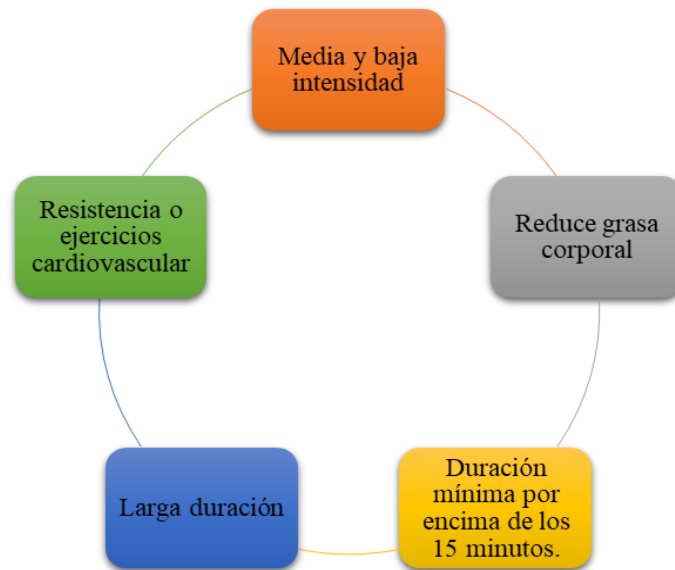 Media y baja
intensidad
Reduce grasa
corporal
Duración
mínima por
encima de los
15 minutos.
Larga duración
Resistencia o
ejercicios
cardiovascular